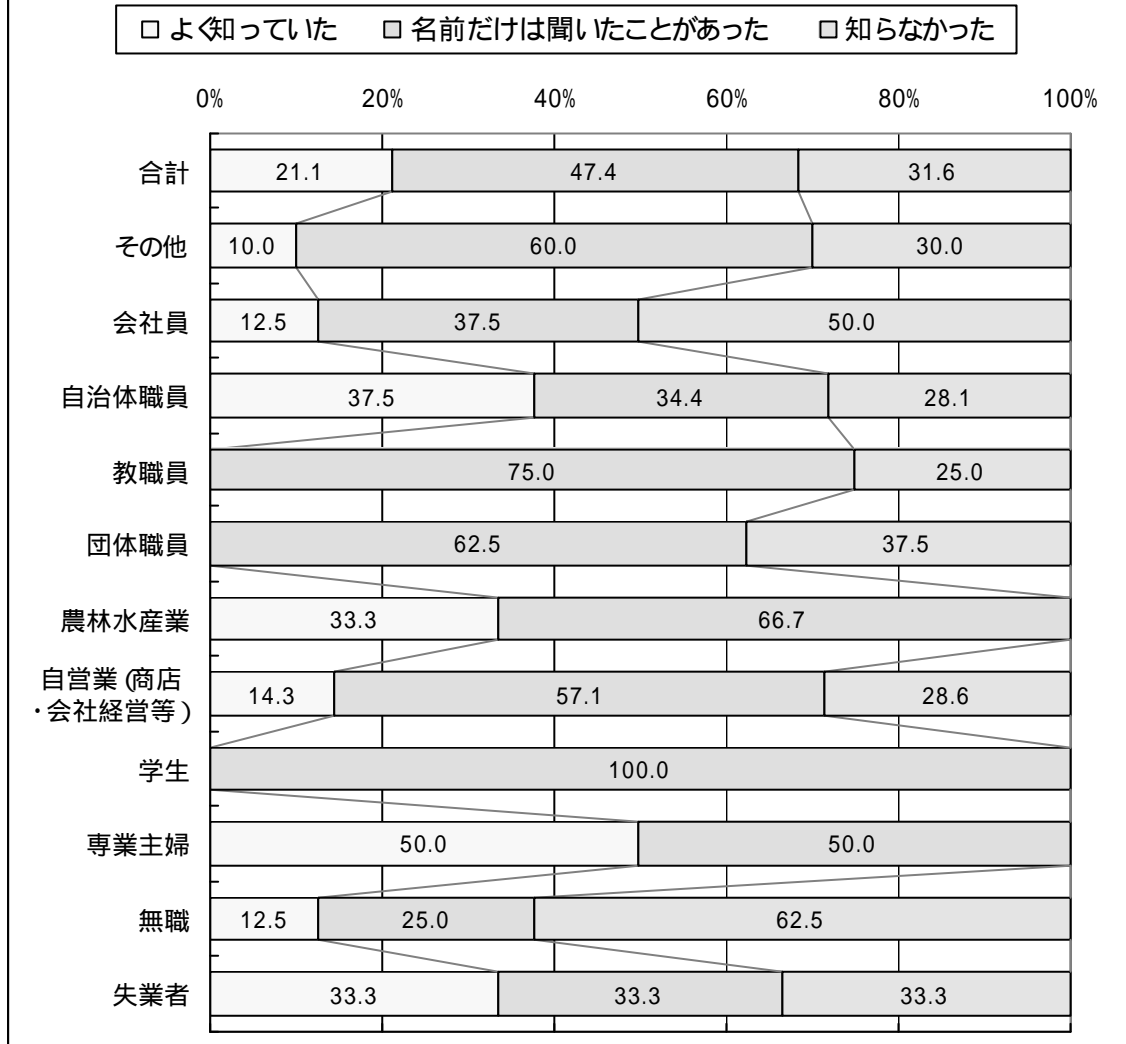 □ よく知っていた □ 名前だけは聞いたことがあった □ 知らなかった
0% 20% 40% 60% 80% 100%
合計 21.1 47.4 31.6
その他 10.0 60.0 30.0
会社員 12.5 37.5 50.0
自治体職員 37.5 34.4 28.1
教職員 75.0 25.0
団体職員 62.5 37.5
農林水産業 33.3 66.7
自営業(商店
・会社経営等) 14.3 57.1 28.6
学生 100.0
専業主婦 50.0 50.0
無職 12.5 25.0 62.5
失業者 33.3 33.3 33.3